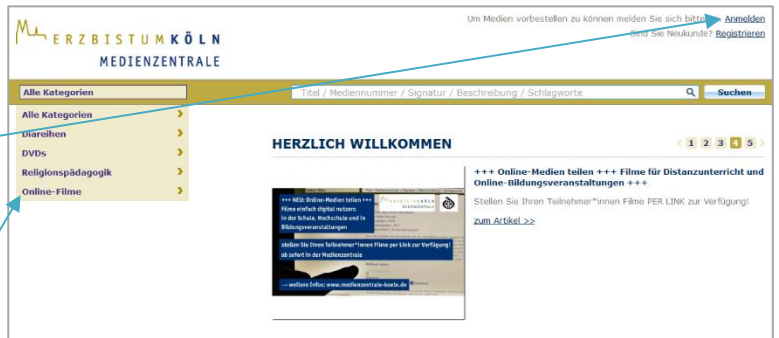 Um Medien vorbestellen zu können melden Sie sich bitte Anmelden
Sind Sie Neukunde? Registrieren
ERZBISTUM KÖLN
MEDIENZENTRALE
Alle Kategorien
Titel / Mediennummer / Signatur / Beschreibung / Schlagworte
Suchen
Alle Kategorien
Diareihen
DVDs
Religionspädagogik
Online-Filme
HERZLICH WILLKOMMEN
1 2 3 4 5
+++ Online-Medien teilen +++ Filme für Distanzunterricht und
Online-Bildungsveranstaltungen +++
Stellen Sie Ihren Teilnehmer*innen Filme PER LINK zur Verfügung!
zum Artikel >>
+++ NEU: Online-Medien teilen +++
Filme einfach digital nutzen:
in der Schule, Hochschule und in
Bildungsveranstaltungen
stellen Sie Ihren Teilnehmer*innen Filme per Link zur Verfügung!
ab sofort in der Medienzentrale
--> weitere Infos: www.medienzentrale-koeln.de